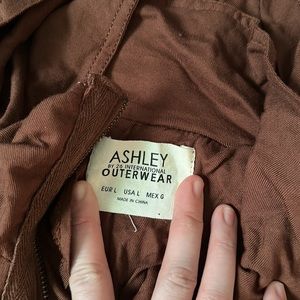 ASHLEY
BY 26 INTERNATIONAL
OUTERWEAR
EUR L USA L MEX G
MADE IN CHINA